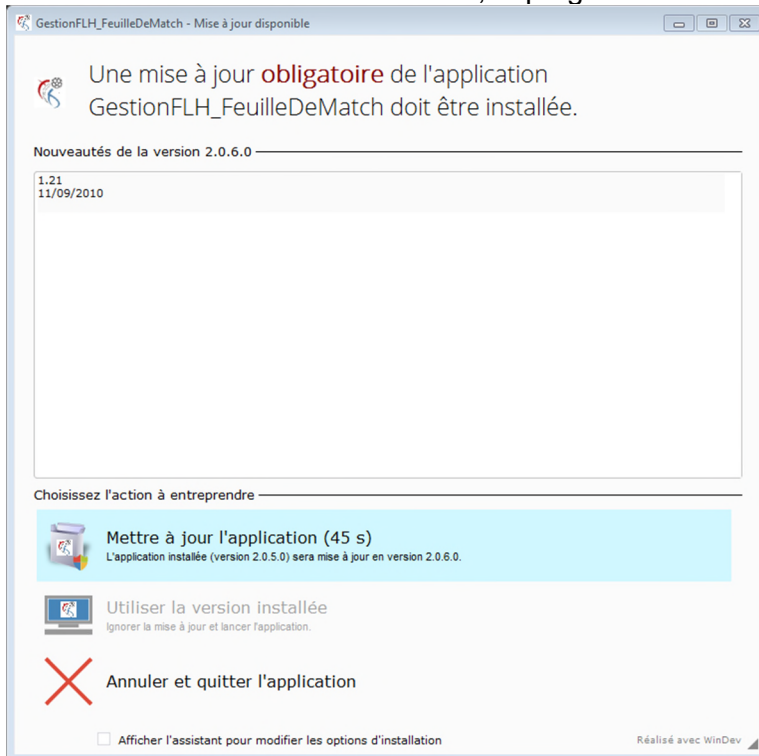 GestionFLH_FeuilleDeMatch - Mise à jour disponible
Une mise à jour obligatoire de l'application
GestionFLH_FeuilleDeMatch doit être installée.
Nouveautés de la version 2.0.6.0
1.21
11/09/2010
Choisissez l'action à entreprendre
Mettre à jour l'application (45 s)
L'application installée (version 2.0.5.0) sera mise à jour en version 2.0.6.0.
Utiliser la version installée
Ignorer la mise à jour et lancer l'application.
Annuler et quitter l'application
Afficher l'assistant pour modifier les options d'installation
Réalisé avec WinDev